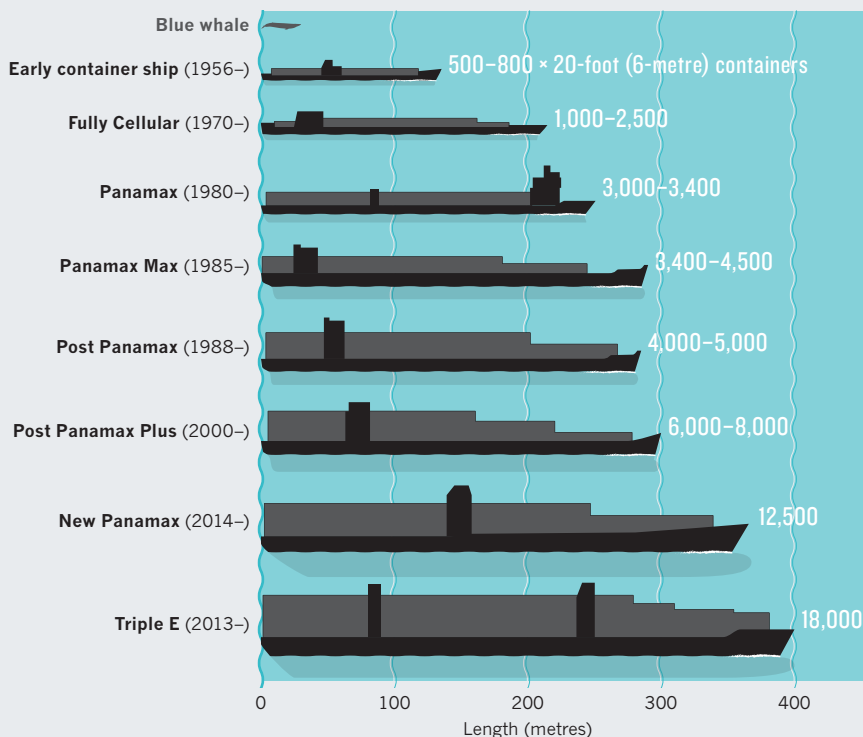 Blue whale
Early container ship (1956–) 500–800 × 20-foot (6-metre) containers
Fully Cellular (1970–) 1,000–2,500
Panamax (1980–) 3,000–3,400
Panamax Max (1985–) 3,400–4,500
Post Panamax (1988–) 4,000–5,000
Post Panamax Plus (2000–) 6,000–8,000
New Panamax (2014–) 12,500
Triple E (2013–) 18,000
0 100 200 300 400
Length (metres)